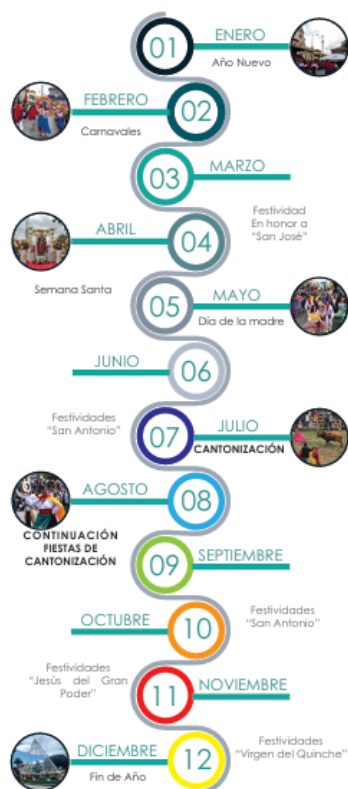 01
ENERO
Año Nuevo
FEBRERO
02
Carnavales
03
MARZO
Festividad
En honor a
"San José"
ABRIL
04
Semana Santa
05
MAYO
Día de la madre
JUNIO
06
Festividades
"San Antonio"
07
JULIO
CANTONIZACIÓN
AGOSTO
08
CONTINUACIÓN
FIESTAS DE
CANTONIZACIÓN
09
SEPTIEMBRE
OCTUBRE
10
Festividades
"San Antonio"
Festividades
"Jesús del Gran
Poder"
11
NOVIEMBRE
Festividades
"Virgen del Quinche"
DICIEMBRE
12
Fin de Año